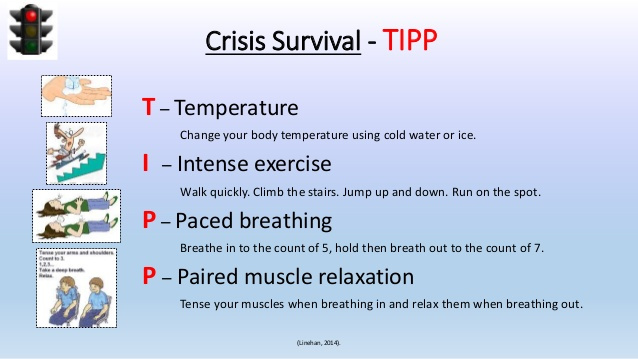 Crisis Survival - TIPP
T – Temperature
Change your body temperature using cold water or ice.
I – Intense exercise
Walk quickly. Climb the stairs. Jump up and down. Run on the spot.
P – Paced breathing
Breathe in to the count of 5, hold then breath out to the count of 7.
P – Paired muscle relaxation
Tense your muscles when breathing in and relax them when breathing out.
Tense your arms and shoulders.
Count to 3.
1,2,3...
Take a deep breath.
Relax.
(Linehan, 2014).